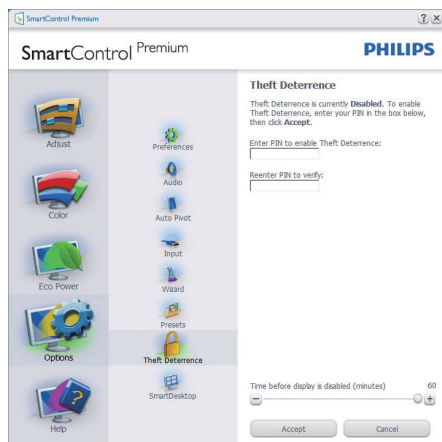 SmartControl Premium
SmartControl Premium
PHILIPS
Adjust
Color
Eco Power
Options
Help
Preferences
Audio
Auto Pivot
Input
Wizard
Presets
Theft Deterrence
SmartDesktop
Theft Deterrence
Theft Deterrence is currently Disabled. To enable
Theft Deterrence, enter your PIN in the box below,
then click Accept.
Enter PIN to enable Theft Deterrence:
Reenter PIN to verify:
Time before display is disabled (minutes) 60
Accept
Cancel